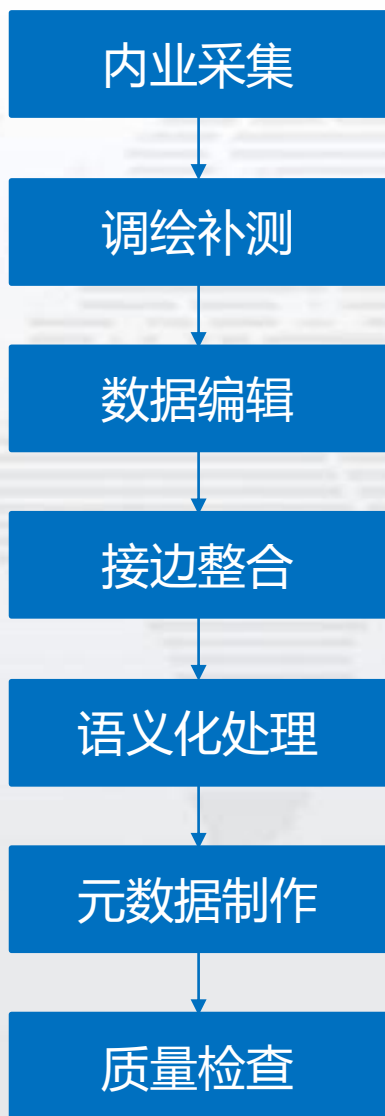 内业采集
调绘补测
数据编辑
接边整合
语义化处理
元数据制作
质量检查